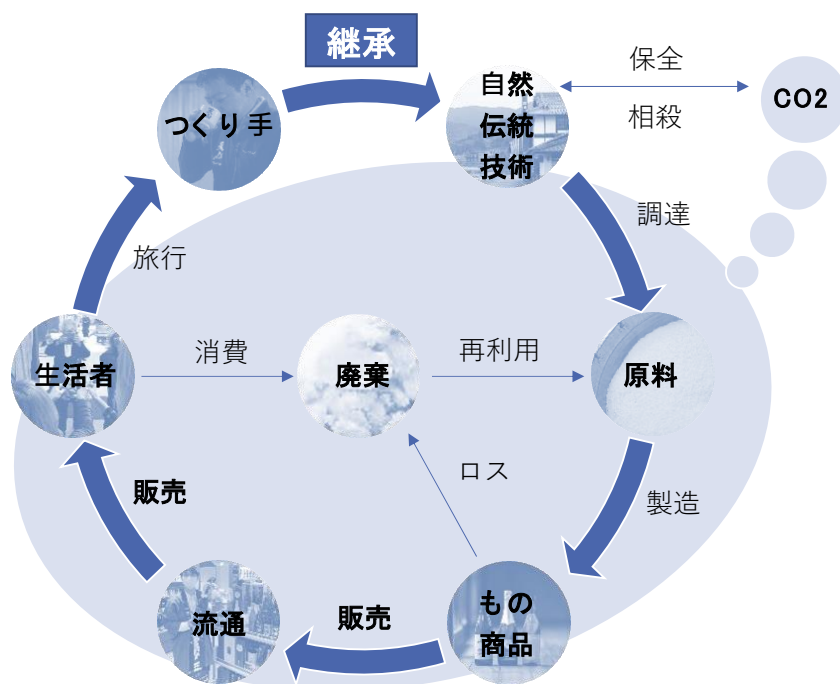 継承
つくり手
自然
伝統
技術
保全
相殺
CO2
調達
旅行
生活者
消費
廃棄
再利用
原料
ロス
販売
製造
流通
販売
もの
商品